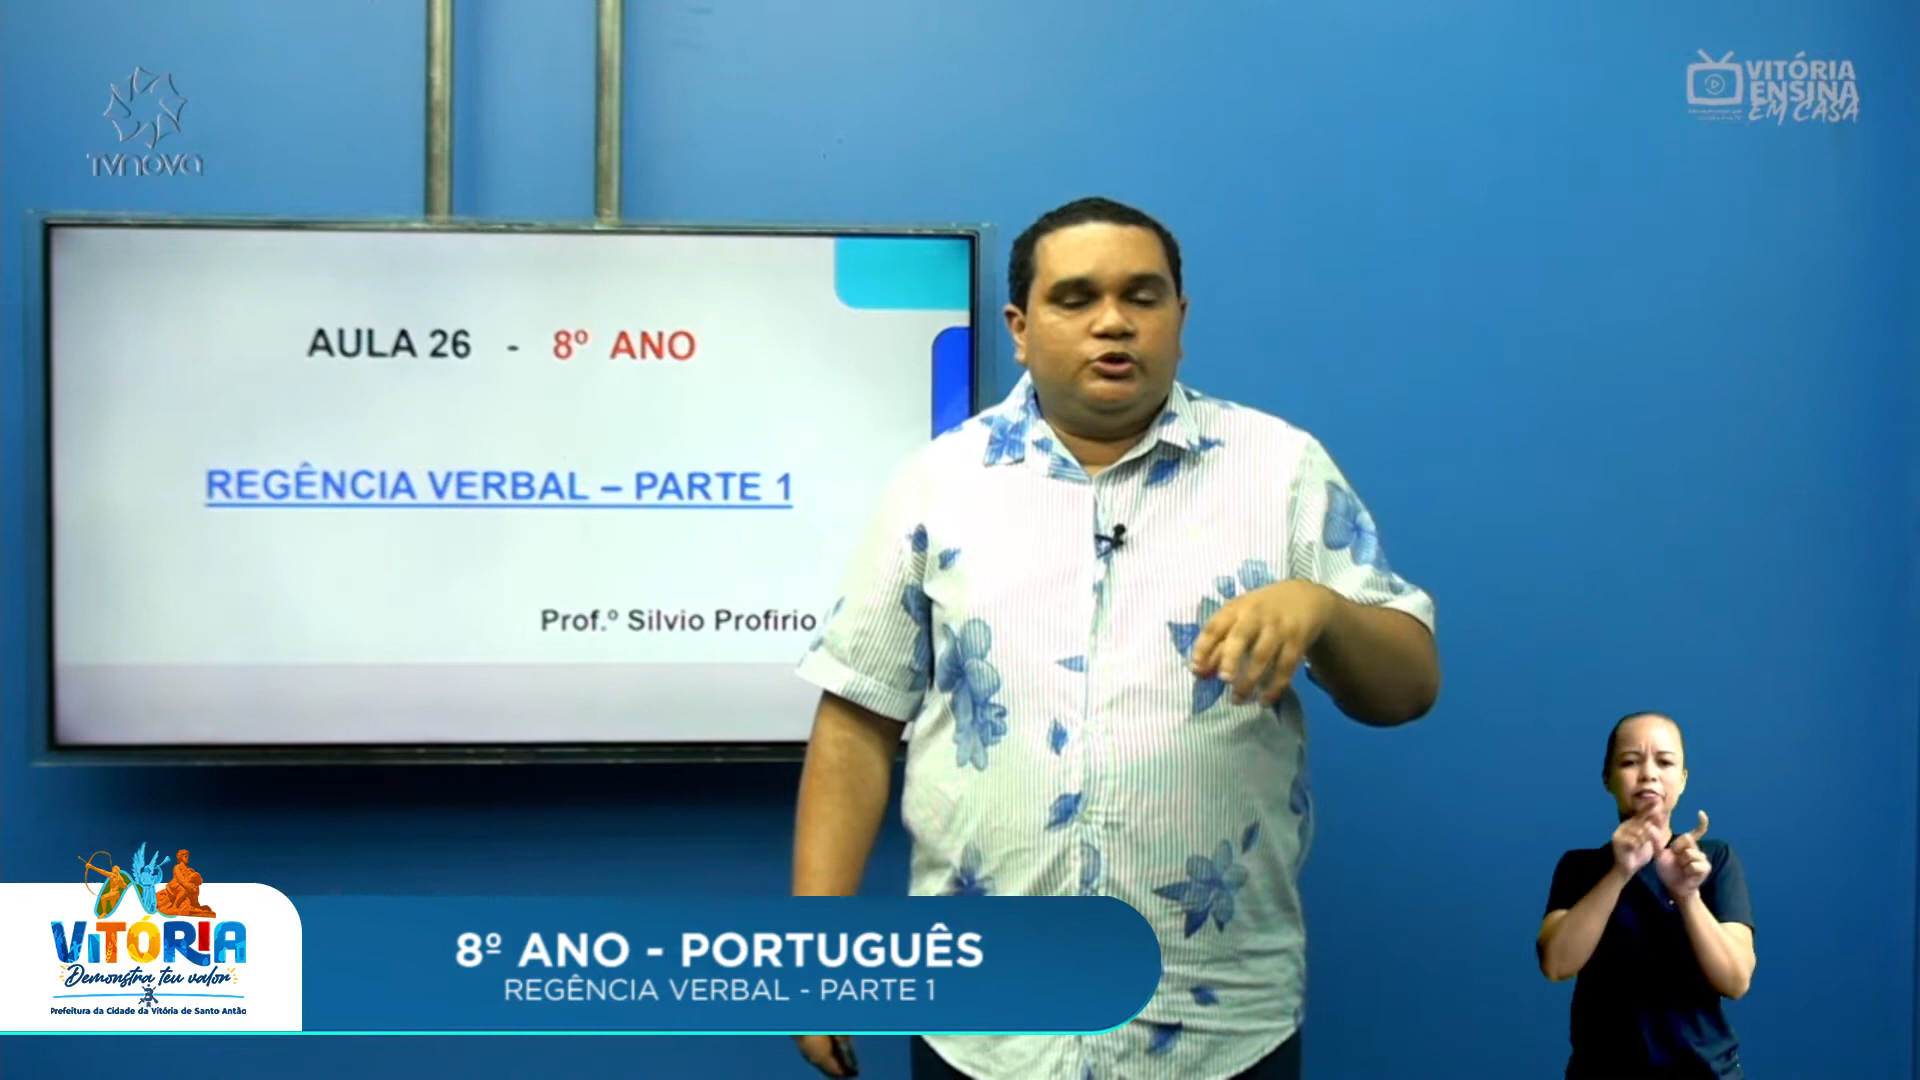 TVNOVA
VITÓRIA
ENSINA
EM CASA
AULA 26 - 8º ANO
REGÊNCIA VERBAL – PARTE 1
Prof.º Silvio Profirio
VITÓRIA
Demonstra teu valor
Prefeitura da Cidade da Vitória de Santo Antão
8º ANO - PORTUGUÊS
REGÊNCIA VERBAL - PARTE 1